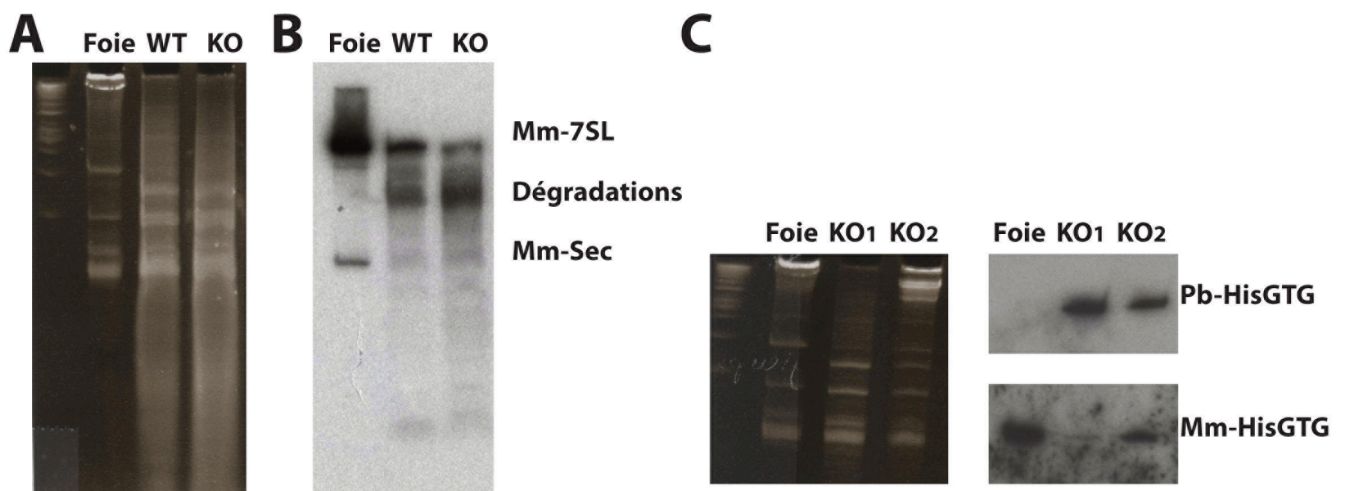 A
Foie WT KO
B
Foie WT KO
Mm-7SL
Dégradations
Mm-Sec
C
Foie KO1 KO2
Foie KO1 KO2
Pb-HisGTG
Mm-HisGTG